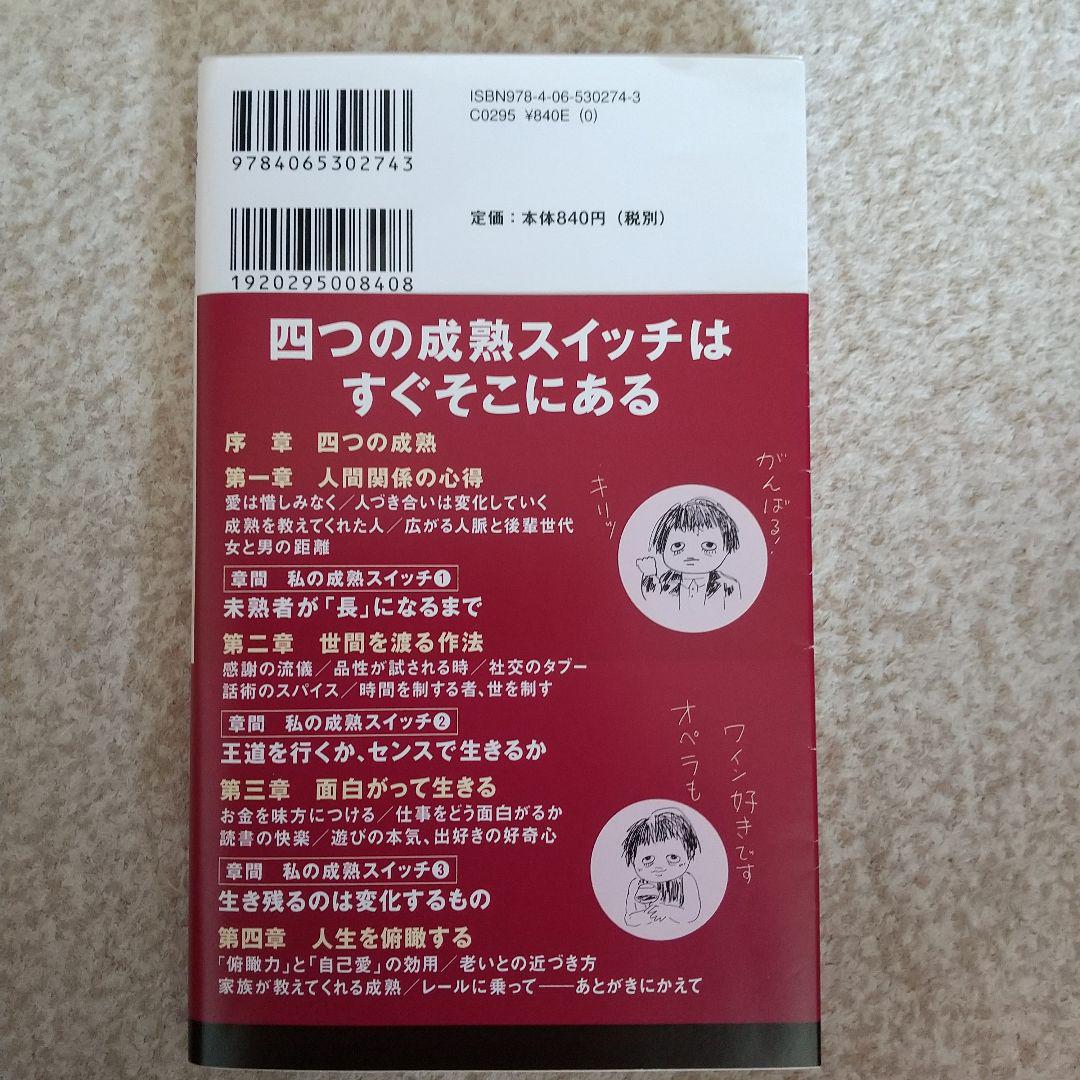 ISBN978-4-06-530274-3
C0295 ¥840E (0)
9784065302743
定価：本体840円（税別）
1920295008408
四つの成熟スイッチは
すぐそこにある
序　章　四つの成熟
第一章　人間関係の心得
愛は惜しみなく／人づき合いは変化していく
成熟を教えてくれた人／広がる人脈と後輩世代
女と男の距離
章間　私の成熟スイッチ❶
未熟者が「長」になるまで
第二章　世間を渡る作法
感謝の流儀／品性が試される時／社交のタブー
話術のスパイス／時間を制する者、世を制す
章間　私の成熟スイッチ❷
王道を行くか、センスで生きるか
第三章　面白がって生きる
お金を味方につける／仕事をどう面白がるか
読書の快楽／遊びの本気、出好きの好奇心
章間　私の成熟スイッチ❸
生き残るのは変化するもの
第四章　人生を俯瞰する
「俯瞰力」と「自己愛」の効用／老いとの近づき方
家族が教えてくれる成熟／レールに乗って――あとがきにかえて
がんばる！
キリッ
ワイン好きです
オペラも